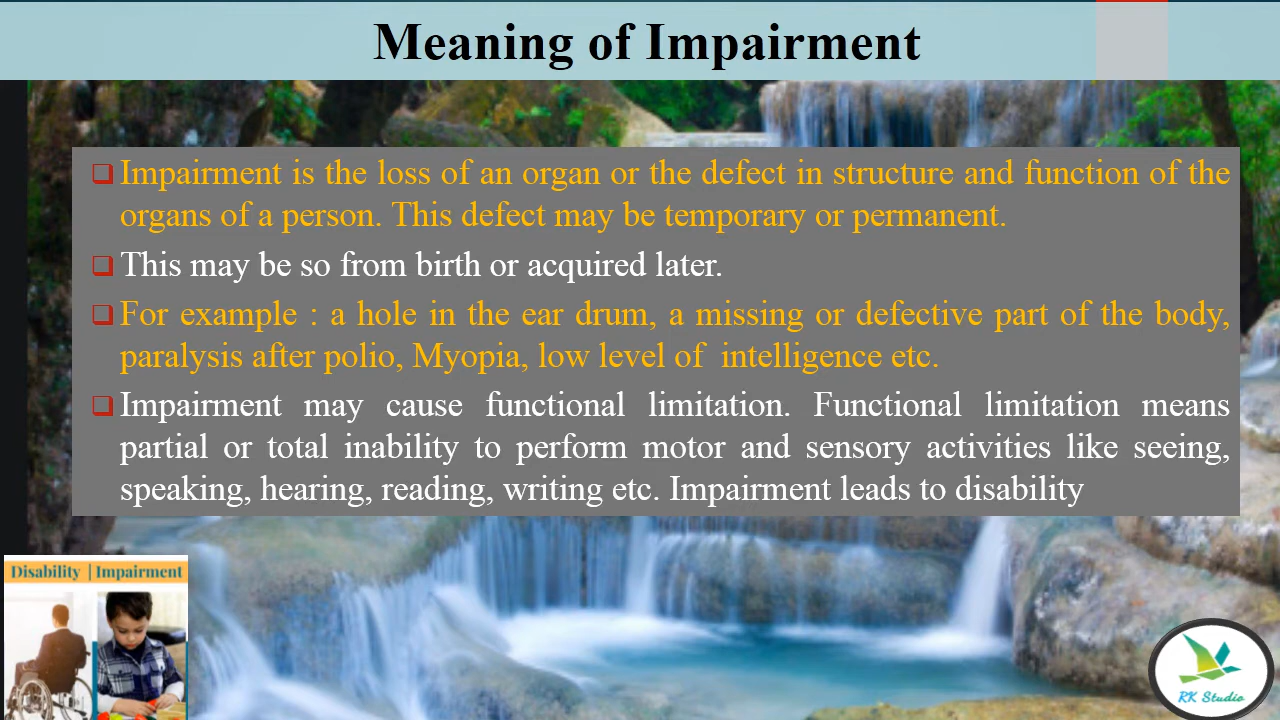 Meaning of Impairment
Impairment is the loss of an organ or the defect in structure and function of the
organs of a person. This defect may be temporary or permanent.
This may be so from birth or acquired later.
For example : a hole in the ear drum, a missing or defective part of the body,
paralysis after polio, Myopia, low level of  intelligence etc.
Impairment may cause functional limitation. Functional limitation means
partial or total inability to perform motor and sensory activities like seeing,
speaking, hearing, reading, writing etc. Impairment leads to disability
Disability | Impairment
RK Studio